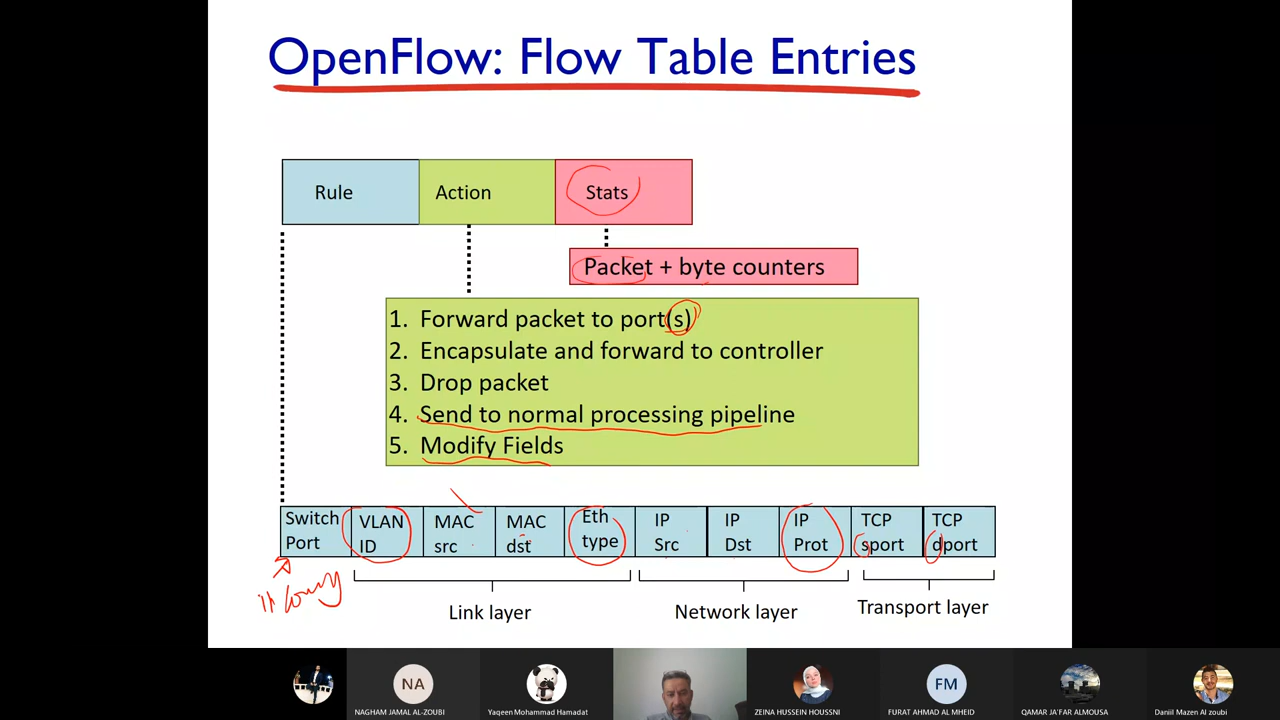 OpenFlow: Flow Table Entries
Rule
Action
Stats
Packet + byte counters
1. Forward packet to port(s)
2. Encapsulate and forward to controller
3. Drop packet
4. Send to normal processing pipeline
5. Modify Fields
Switch Port
VLAN ID
MAC src
MAC dst
Eth type
IP Src
IP Dst
IP Prot
TCP sport
TCP dport
Link layer
Network layer
Transport layer
NA
FM
NAGHAM JAMAL AL-ZOUBI
Yaqeen Mohammad Hamadat
ZEINA HUSSEIN HOUSSNI
FURAT AHMAD AL MHEID
QAMAR JA'FAR ALMOUSA
Daniil Mazen Al zoubi